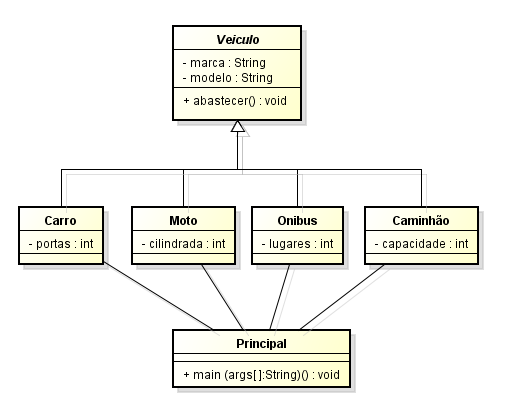 Veículo
- marca : String
- modelo : String
+ abastecer() : void
Carro
- portas : int
Moto
- cilindrada : int
Onibus
- lugares : int
Caminhão
- capacidade : int
Principal
+ main (args[ ]:String)() : void